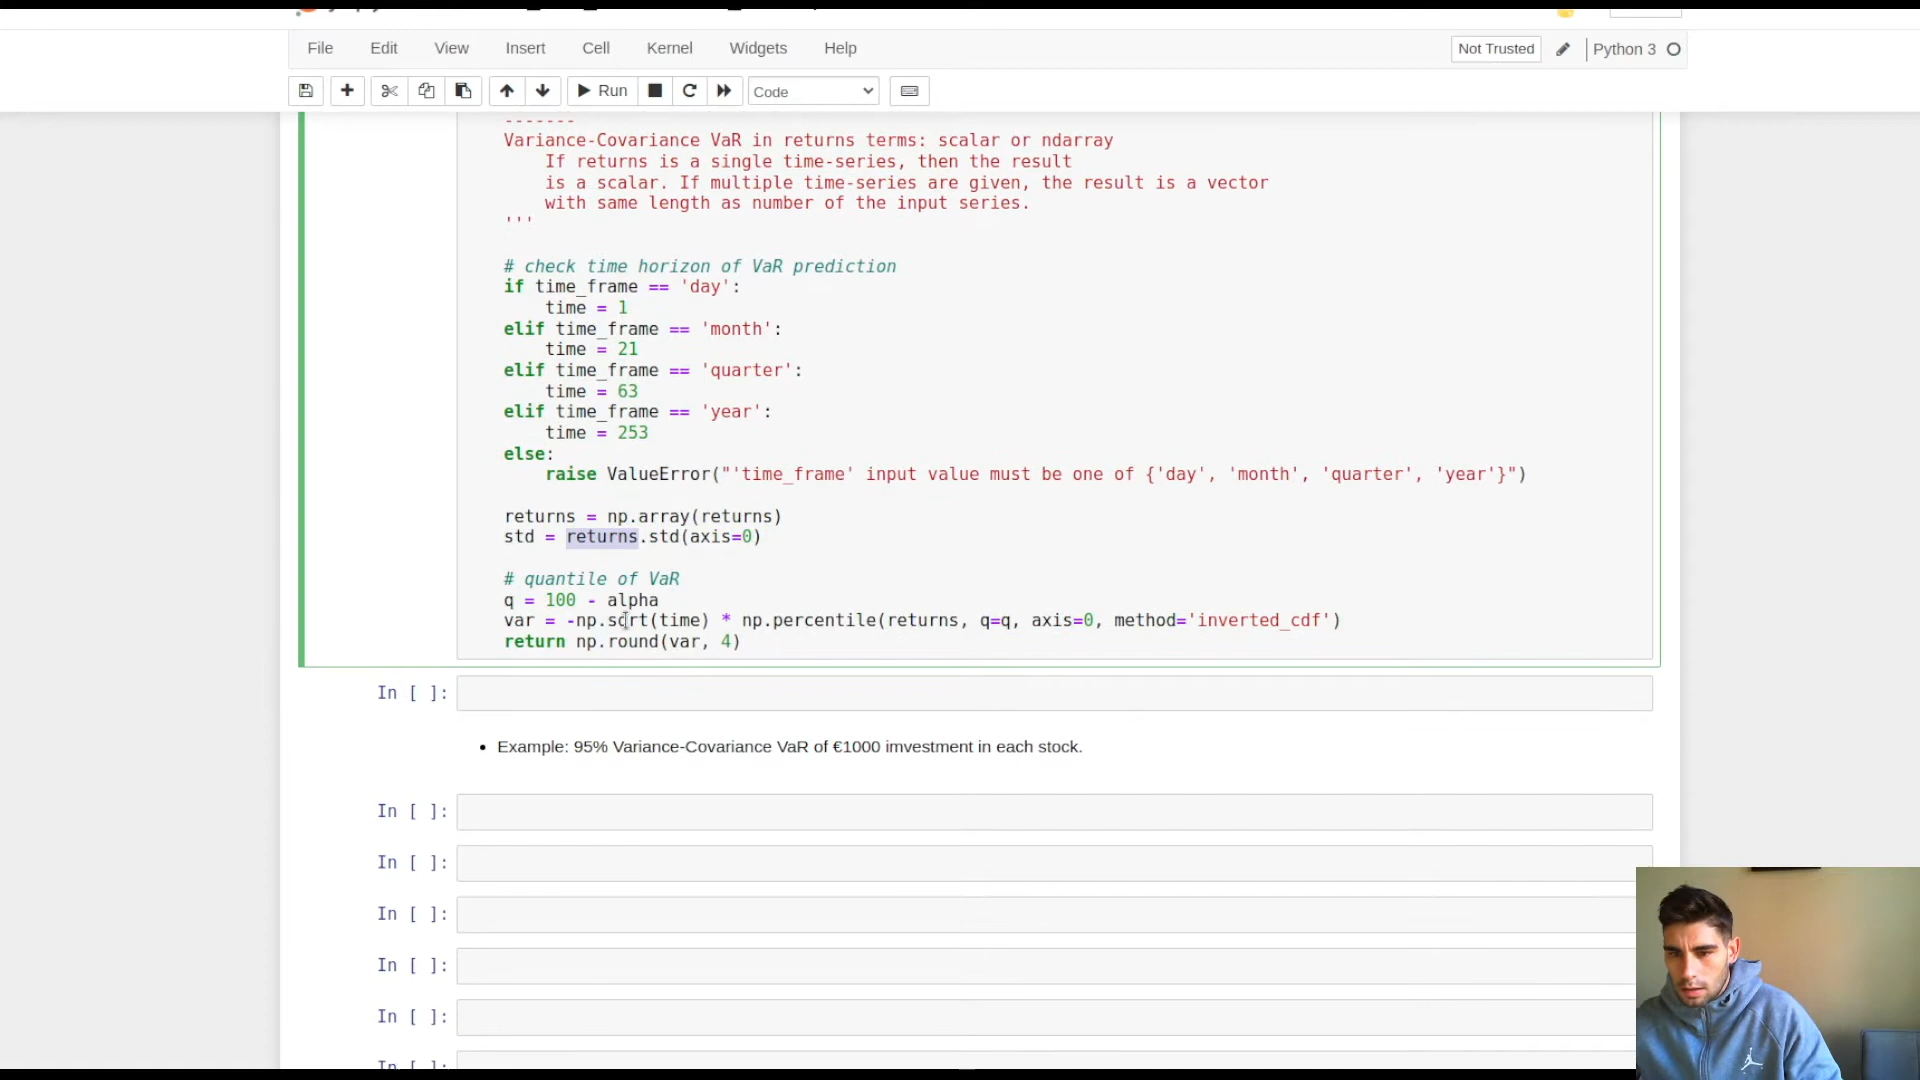 File Edit View Insert Cell Kernel Widgets Help Not Trusted Python 3
Run Code
-------
Variance-Covariance VaR in returns terms: scalar or ndarray
If returns is a single time-series, then the result
is a scalar. If multiple time-series are given, the result is a vector
with same length as number of the input series.
'''
# check time horizon of VaR prediction
if time_frame == 'day':
time = 1
elif time_frame == 'month':
time = 21
elif time_frame == 'quarter':
time = 63
elif time_frame == 'year':
time = 253
else:
raise ValueError("'time_frame' input value must be one of {'day', 'month', 'quarter', 'year'}")
returns = np.array(returns)
std = returns.std(axis=0)
# quantile of VaR
q = 100 - alpha
var = -np.sqrt(time) * np.percentile(returns, q=q, axis=0, method='inverted_cdf')
return np.round(var, 4)
In [ ]:
• Example: 95% Variance-Covariance VaR of €1000 imvestment in each stock.
In [ ]:
In [ ]:
In [ ]:
In [ ]:
In [ ]:
In [ ]: